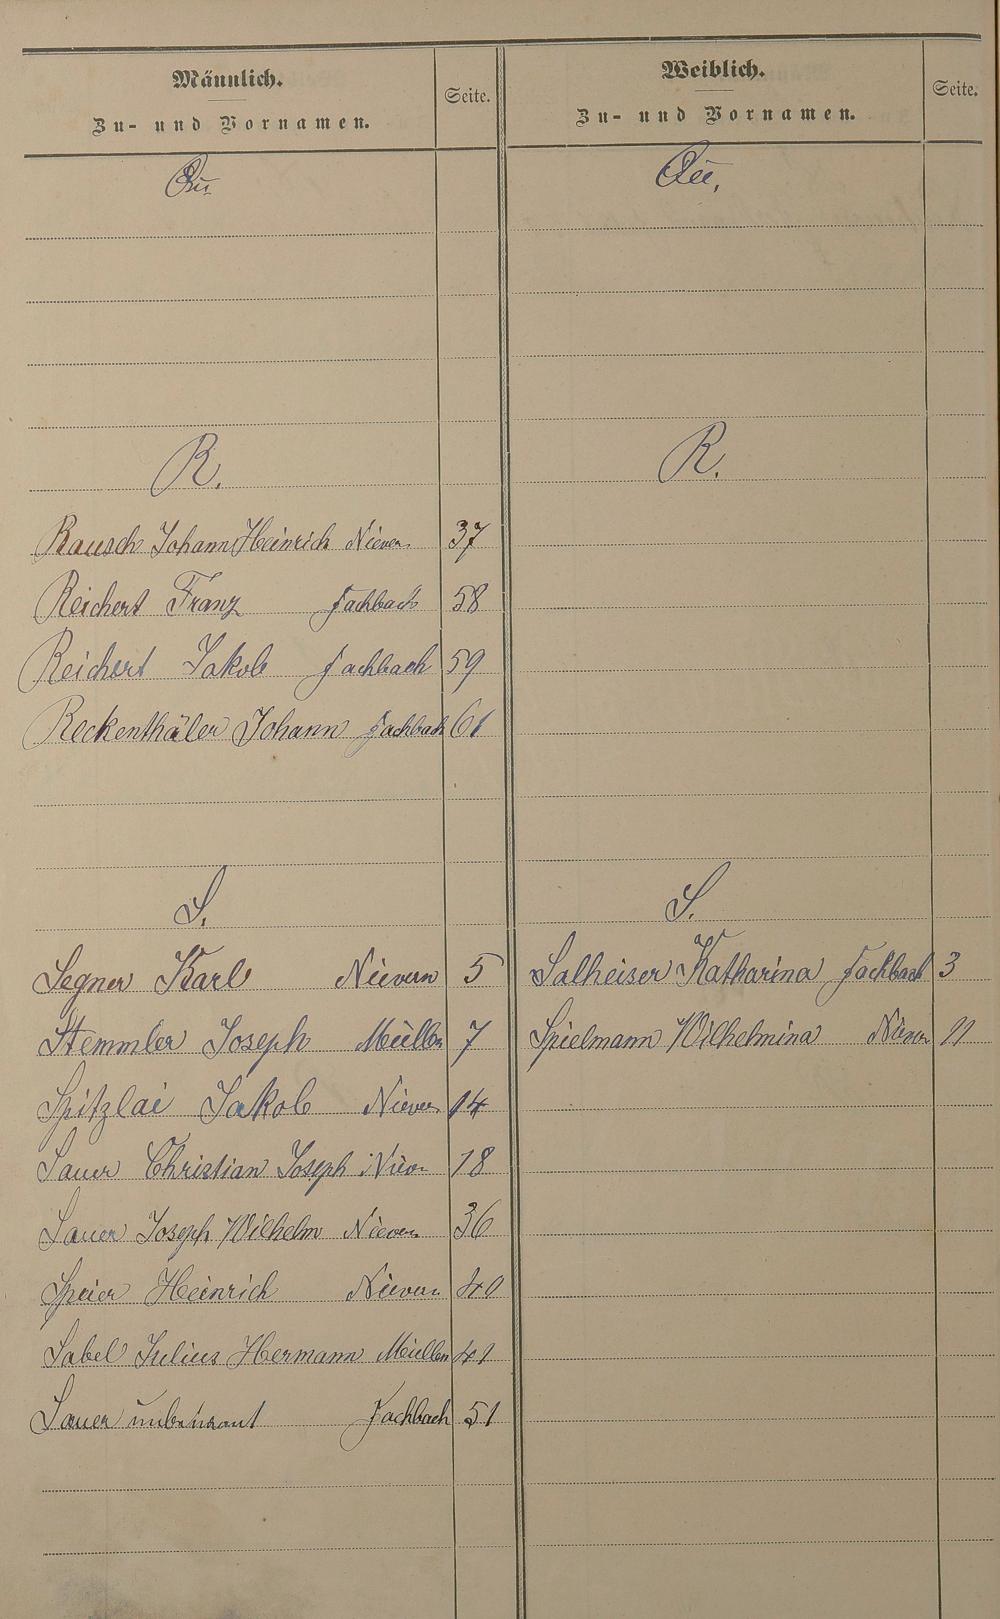 Männlich.
Zu- und Vornamen.
Seite.
Qu.
R.
Rausch Johann Heinrich Nievern 37
Reichert Franz Fachbach 58
Reichert Jakob Fachbach 59
Reckenthäler Johann Fachbach 61
S.
Segner Karl Nievern 5
Stemmler Joseph Miellen 7
Spitzlai Jakob Nievern 14
Sauer Christian Joseph Nievern 18
Sauer Joseph Wilhelm Nievern 36
Speier Heinrich Nievern 40
Sabel Julius Hermann Miellen 41
Sauer unbenannt Fachbach 51
Weiblich.
Zu- und Vornamen.
Seite.
Qu.
R.
S.
Salheiser Katharina Fachbach 3
Spielmann Wilhelmina Nievern 11